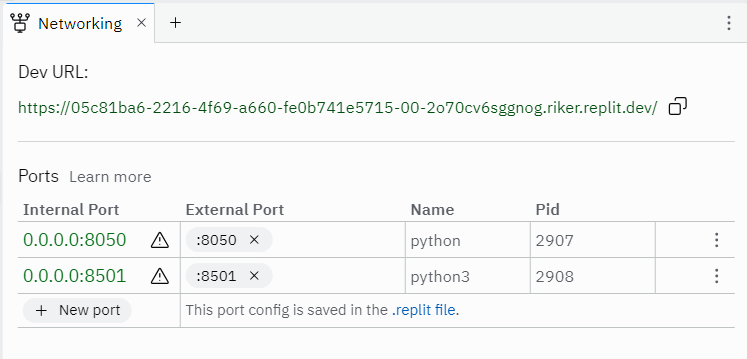 Networking
Dev URL:
https://05c81ba6-2216-4f69-a660-fe0b741e5715-00-2o70cv6sggnog.riker.replit.dev/
Ports Learn more
Internal Port External Port Name Pid
0.0.0.0:8050 :8050 python 2907
0.0.0.0:8501 :8501 python3 2908
New port This port config is saved in the .replit file.